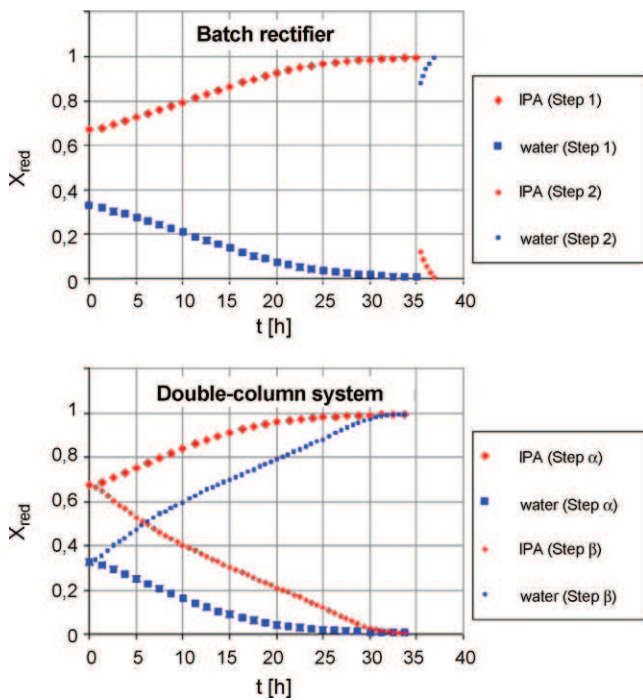 Batch rectifier
X_red
1
0,8
0,6
0,4
0,2
0
0 5 10 15 20 25 30 35 40
t [h]
IPA (Step 1)
water (Step 1)
IPA (Step 2)
water (Step 2)
Double-column system
X_red
1
0,8
0,6
0,4
0,2
0
0 5 10 15 20 25 30 35 40
t [h]
IPA (Step α)
water (Step α)
IPA (Step β)
water (Step β)